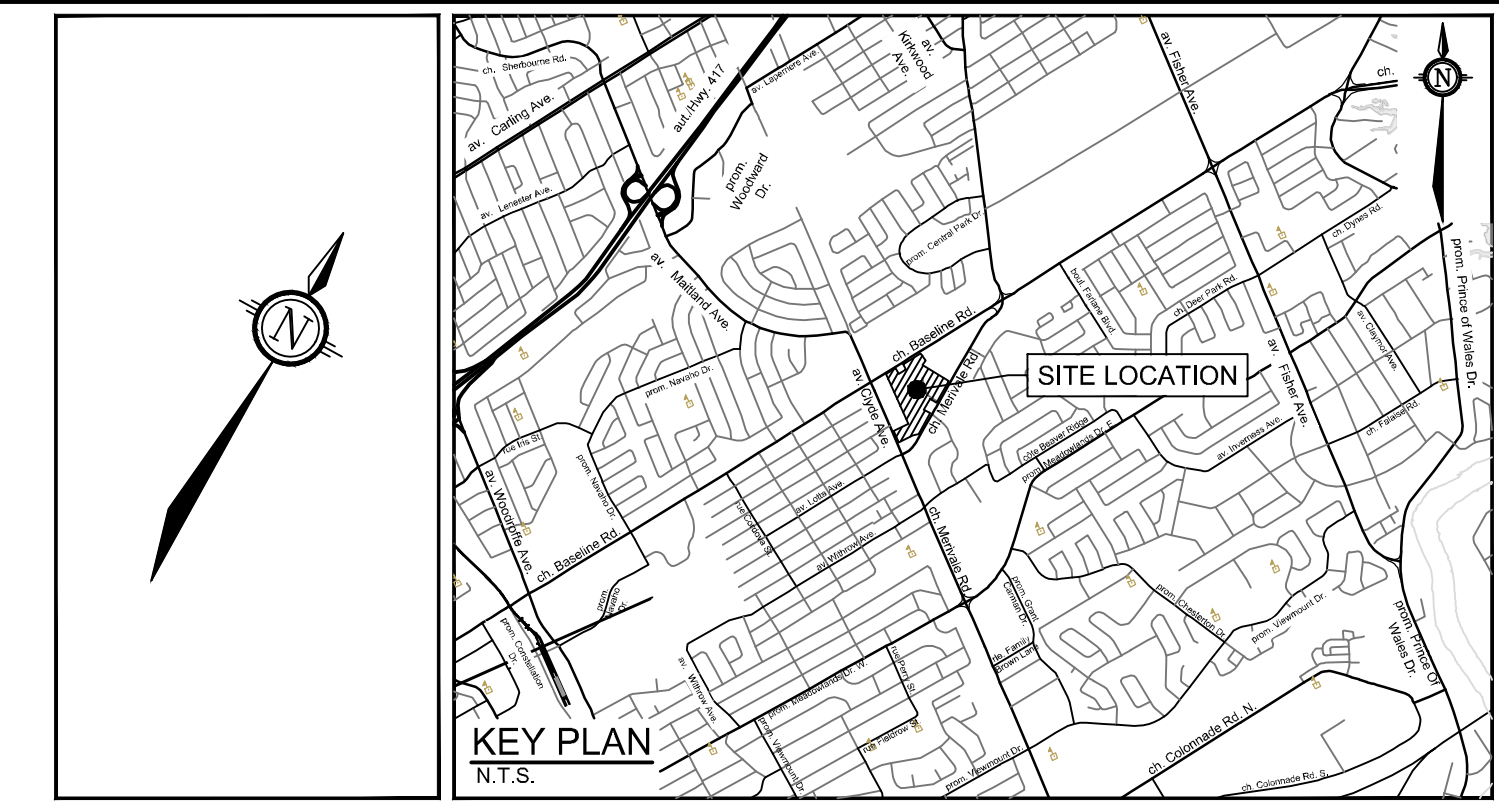 N
ch. Sherbourne Rd.
av. Carling Ave.
aut./Hwy. 417
av. Laperriere Ave.
av.
Kirkwood
Ave.
av. Fisher Ave.
ch.
N
av. Lenester Ave.
prom.
Woodward
Dr.
prom. Central Park Dr.
ch. Dynes Rd.
av. Maitland Ave.
boul. Farlane Blvd.
ch. Deer Park Rd.
prom. Prince of Wales Dr.
ch. Baseline Rd.
av. Claymor Ave.
av. Fisher Ave.
prom. Navaho Dr.
av. Clyde Ave.
ch. Merivale Rd
SITE LOCATION
ch. Falaise Rd.
rue Iris St.
prom. Navaho Dr.
côte Beaver Ridge
prom. Meadowlands Dr. E.
av. Inverness Ave.
av. Woodroffe Ave.
rue Cordova St.
av. Lotta Ave.
av. Withrow Ave.
ch. Merivale Rd.
ch. Baseline Rd.
prom.
Navaho
Dr.
prom. Grant
Carman Dr.
prom. Chesterton Dr.
prom. Viewmount Dr.
prom. Prince Of
Wales Dr.
prom. Constellation
Dr.
rle. Family
Brown Lane
av. Withrow Ave.
prom. Meadowlands Dr. W.
rue Perry St.
rue Fieldrow St.
prom. Viewmount Dr.
prom. Viewmount Dr.
ch. Colonnade Rd. N.
ch. Colonnade Rd. S.
KEY PLAN
N.T.S.